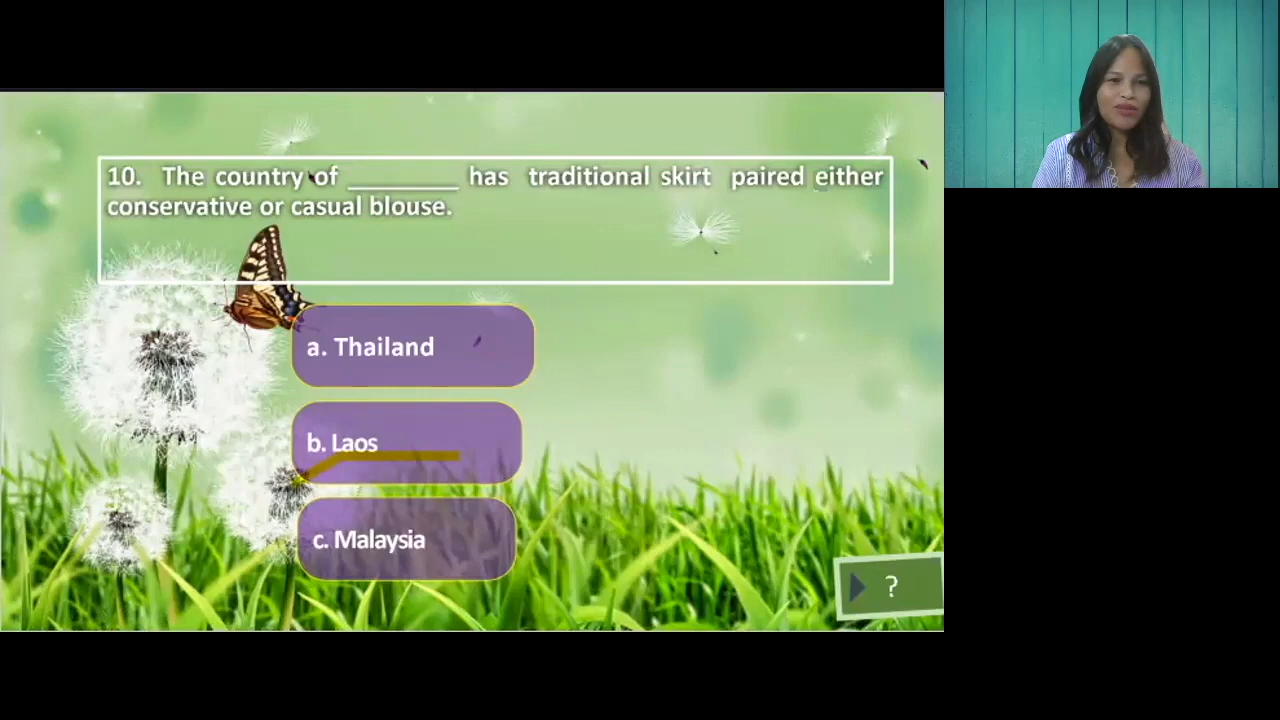 10. The country of ________ has traditional skirt paired either
conservative or casual blouse.
a. Thailand
b. Laos
c. Malaysia
?